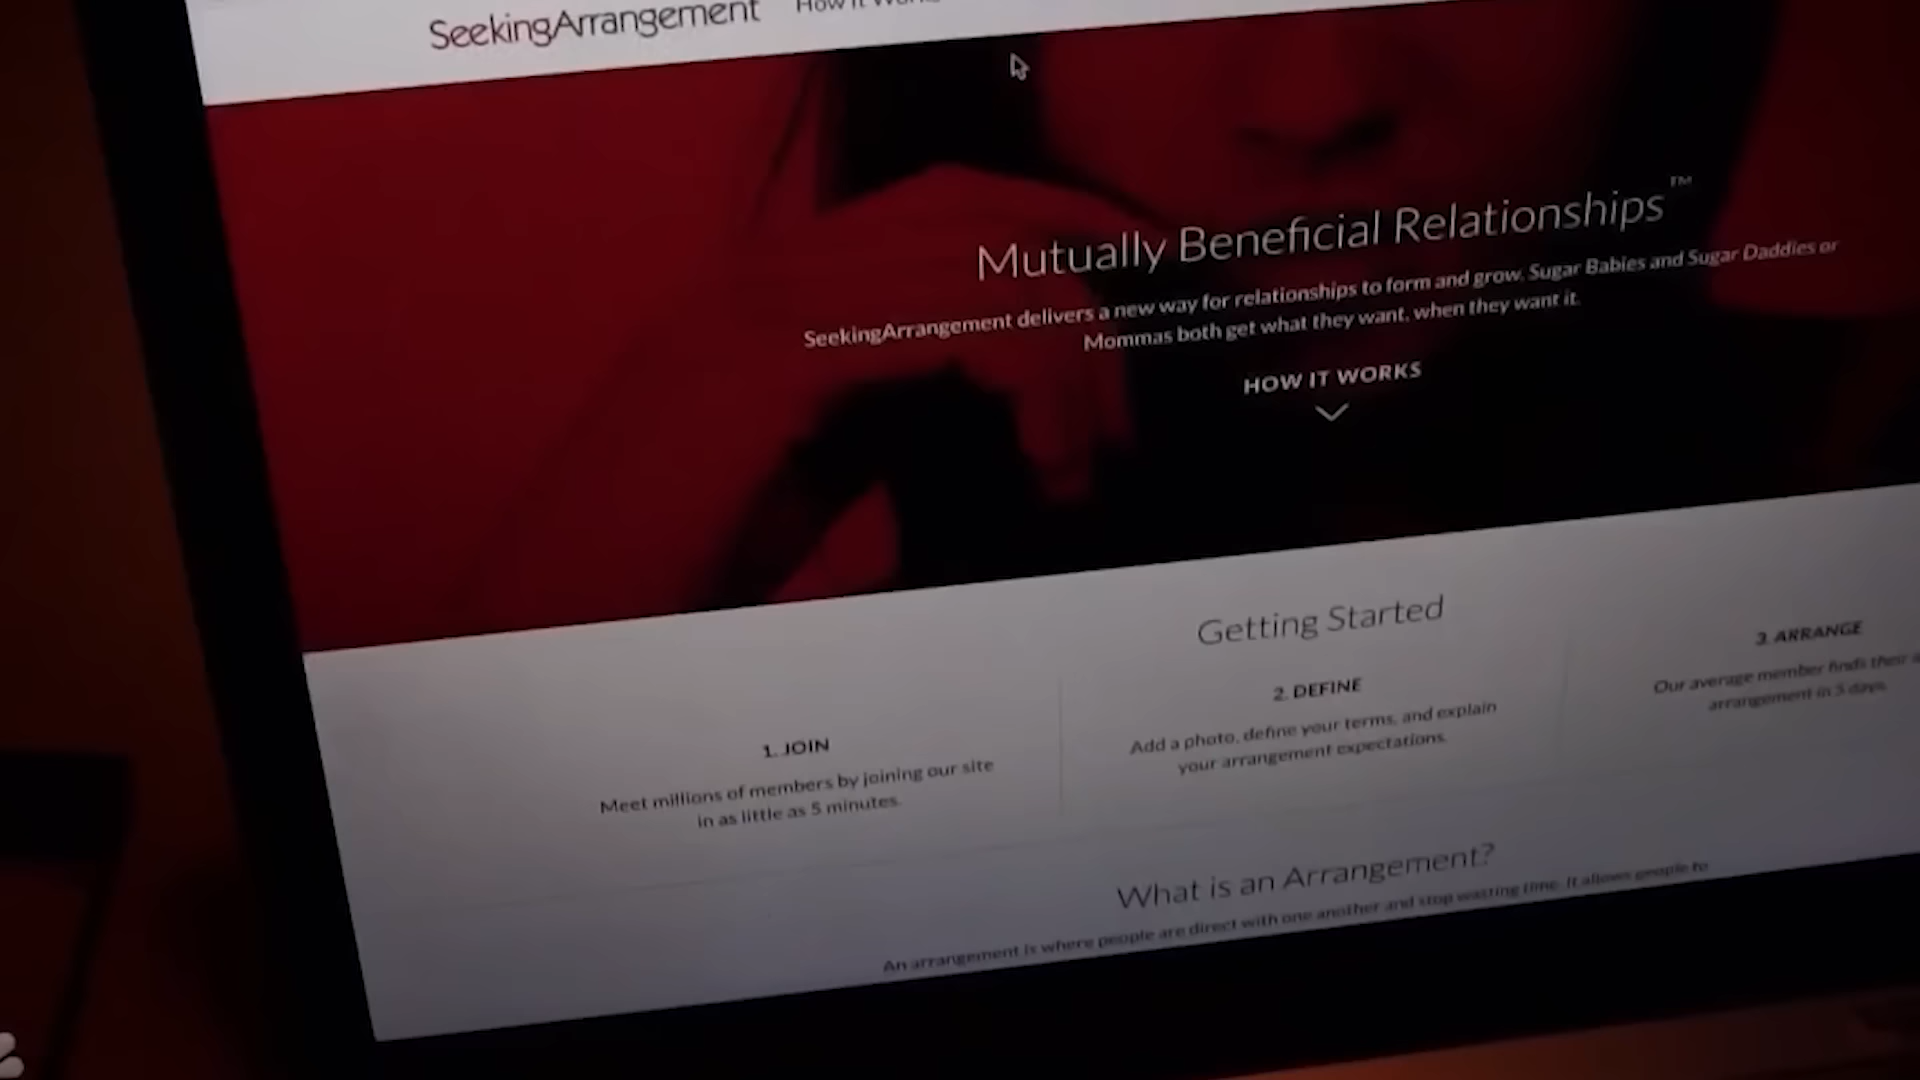 SeekingArrangement
How It
Mutually Beneficial Relationships™
SeekingArrangement delivers a new way for relationships to form and grow. Sugar Babies and Sugar Daddies or
Mommas both get what they want, when they want it.
HOW IT WORKS
Getting Started
1. JOIN
Meet millions of members by joining our site
in as little as 5 minutes.
2. DEFINE
Add a photo, define your terms, and explain
your arrangement expectations.
3. ARRANGE
Our average member finds their
arrangement in 5 days.
What is an Arrangement?
An arrangement is where people are direct with one another and stop wasting time. It allows people to